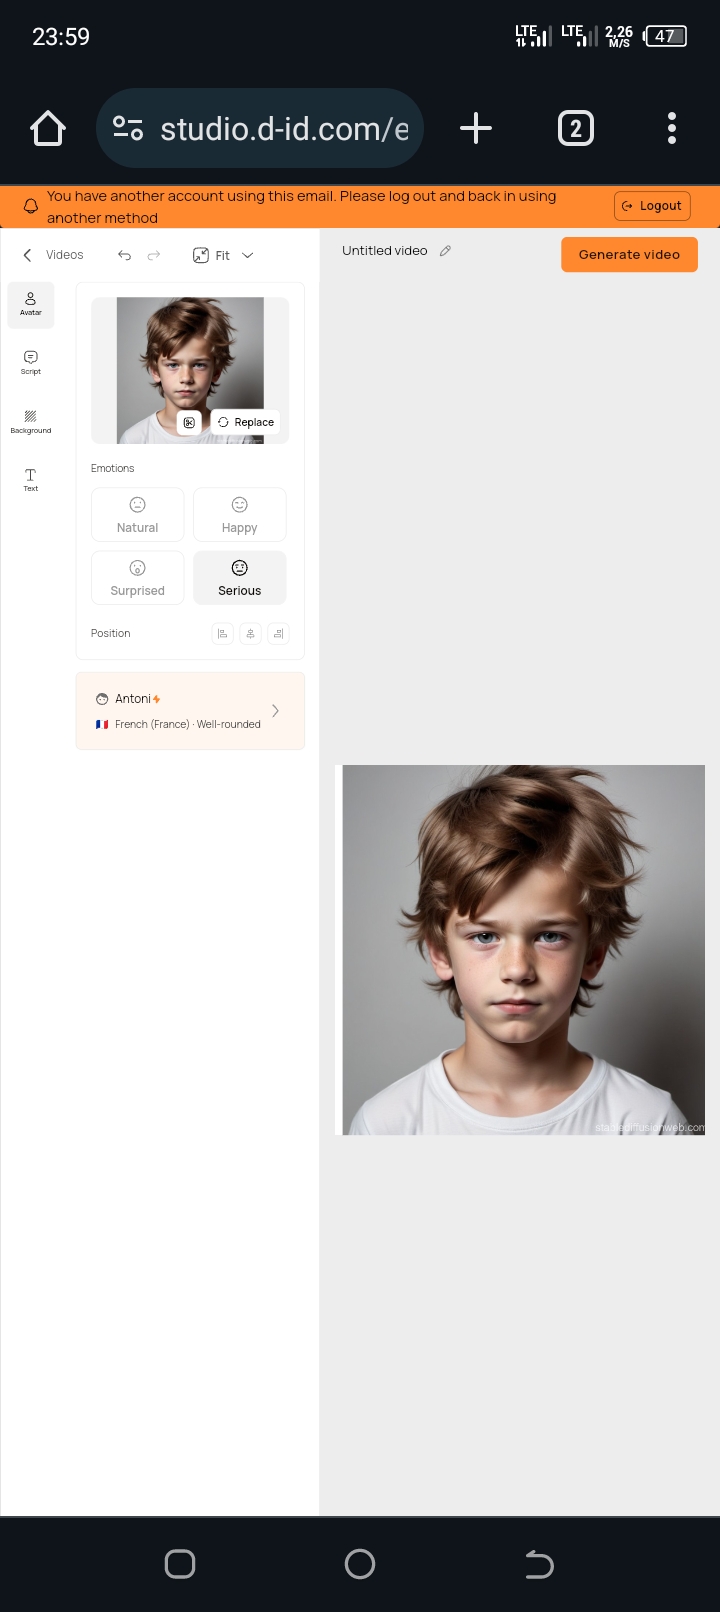 23:59
LTE LTE 2,26 M/S 47
studio.d-id.com/e
2
You have another account using this email. Please log out and back in using
another method
Logout
Videos
Fit
Untitled video
Generate video
Avatar
Script
Background
Text
Replace
Emotions
Natural
Happy
Surprised
Serious
Position
Antoni
French (France) · Well-rounded
stablediffusionweb.com